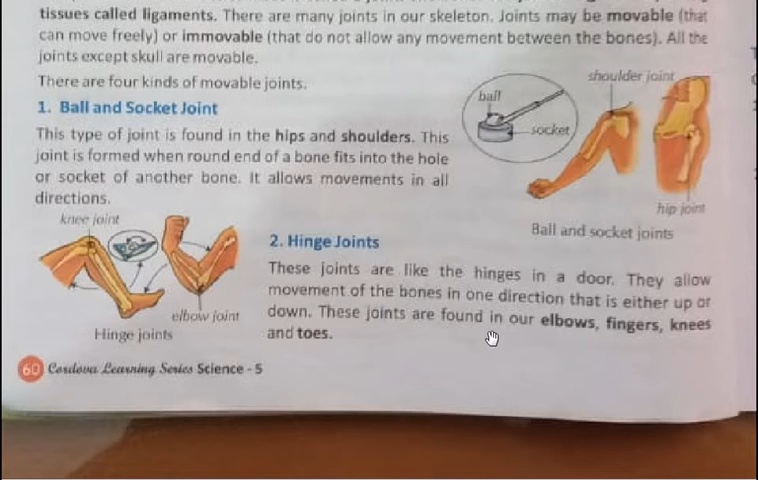 tissues called ligaments. There are many joints in our skeleton. Joints may be movable (that
can move freely) or immovable (that do not allow any movement between the bones). All the
joints except skull are movable.
There are four kinds of movable joints.
1. Ball and Socket Joint
This type of joint is found in the hips and shoulders. This
joint is formed when round end of a bone fits into the hole
or socket of another bone. It allows movements in all
directions.
shoulder joint
ball
socket
hip joint
Ball and socket joints
knee joint
elbow joint
Hinge joints
2. Hinge Joints
These joints are like the hinges in a door. They allow
movement of the bones in one direction that is either up or
down. These joints are found in our elbows, fingers, knees
and toes.
60 Cordova Learning Series Science - 5